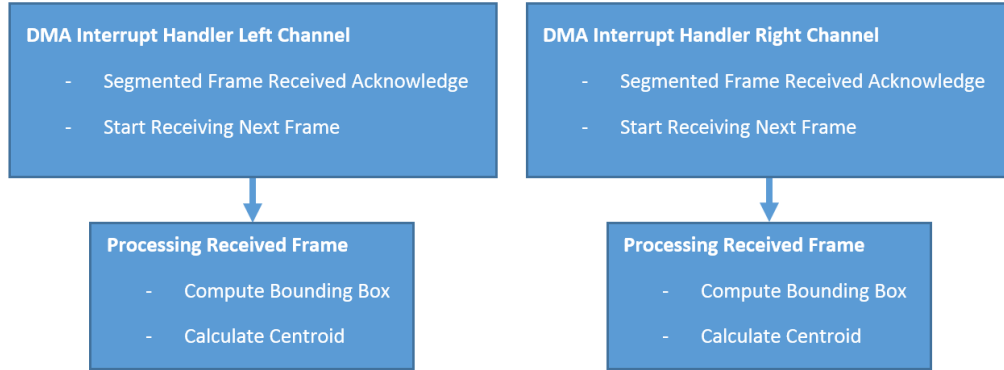 DMA Interrupt Handler Left Channel
- Segmented Frame Received Acknowledge
- Start Receiving Next Frame
Processing Received Frame
- Compute Bounding Box
- Calculate Centroid
DMA Interrupt Handler Right Channel
- Segmented Frame Received Acknowledge
- Start Receiving Next Frame
Processing Received Frame
- Compute Bounding Box
- Calculate Centroid